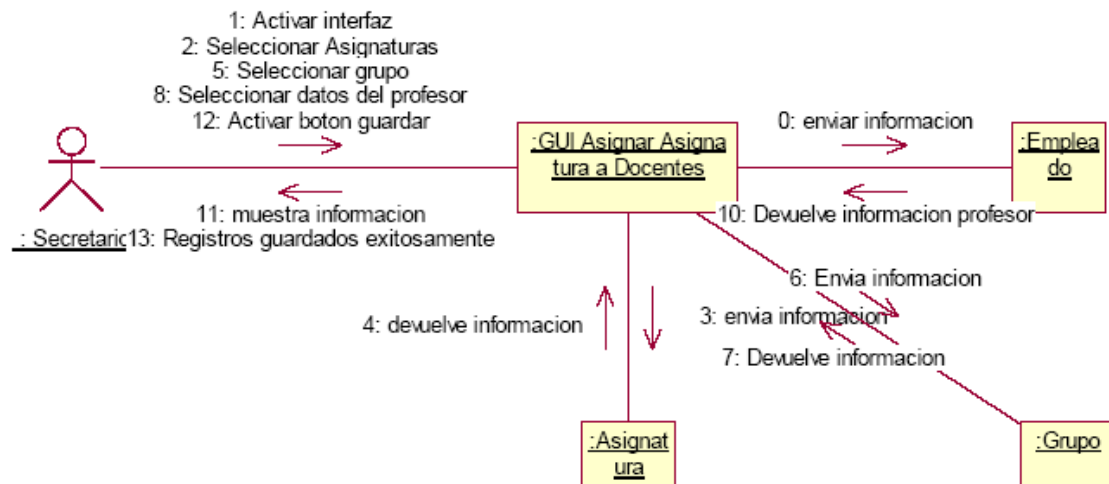 1: Activar interfaz
2: Seleccionar Asignaturas
5: Seleccionar grupo
8: Seleccionar datos del profesor
12: Activar boton guardar
:GUI Asignar Asigna
tura a Docentes
0: enviar informacion
:Emplea
do
11: muestra informacion
: Secretario
13: Registros guardados exitosamente
10: Devuelve informacion profesor
6: Envia informacion
3: envia informacion
4: devuelve informacion
7: Devuelve informacion
:Asignat
ura
:Grupo